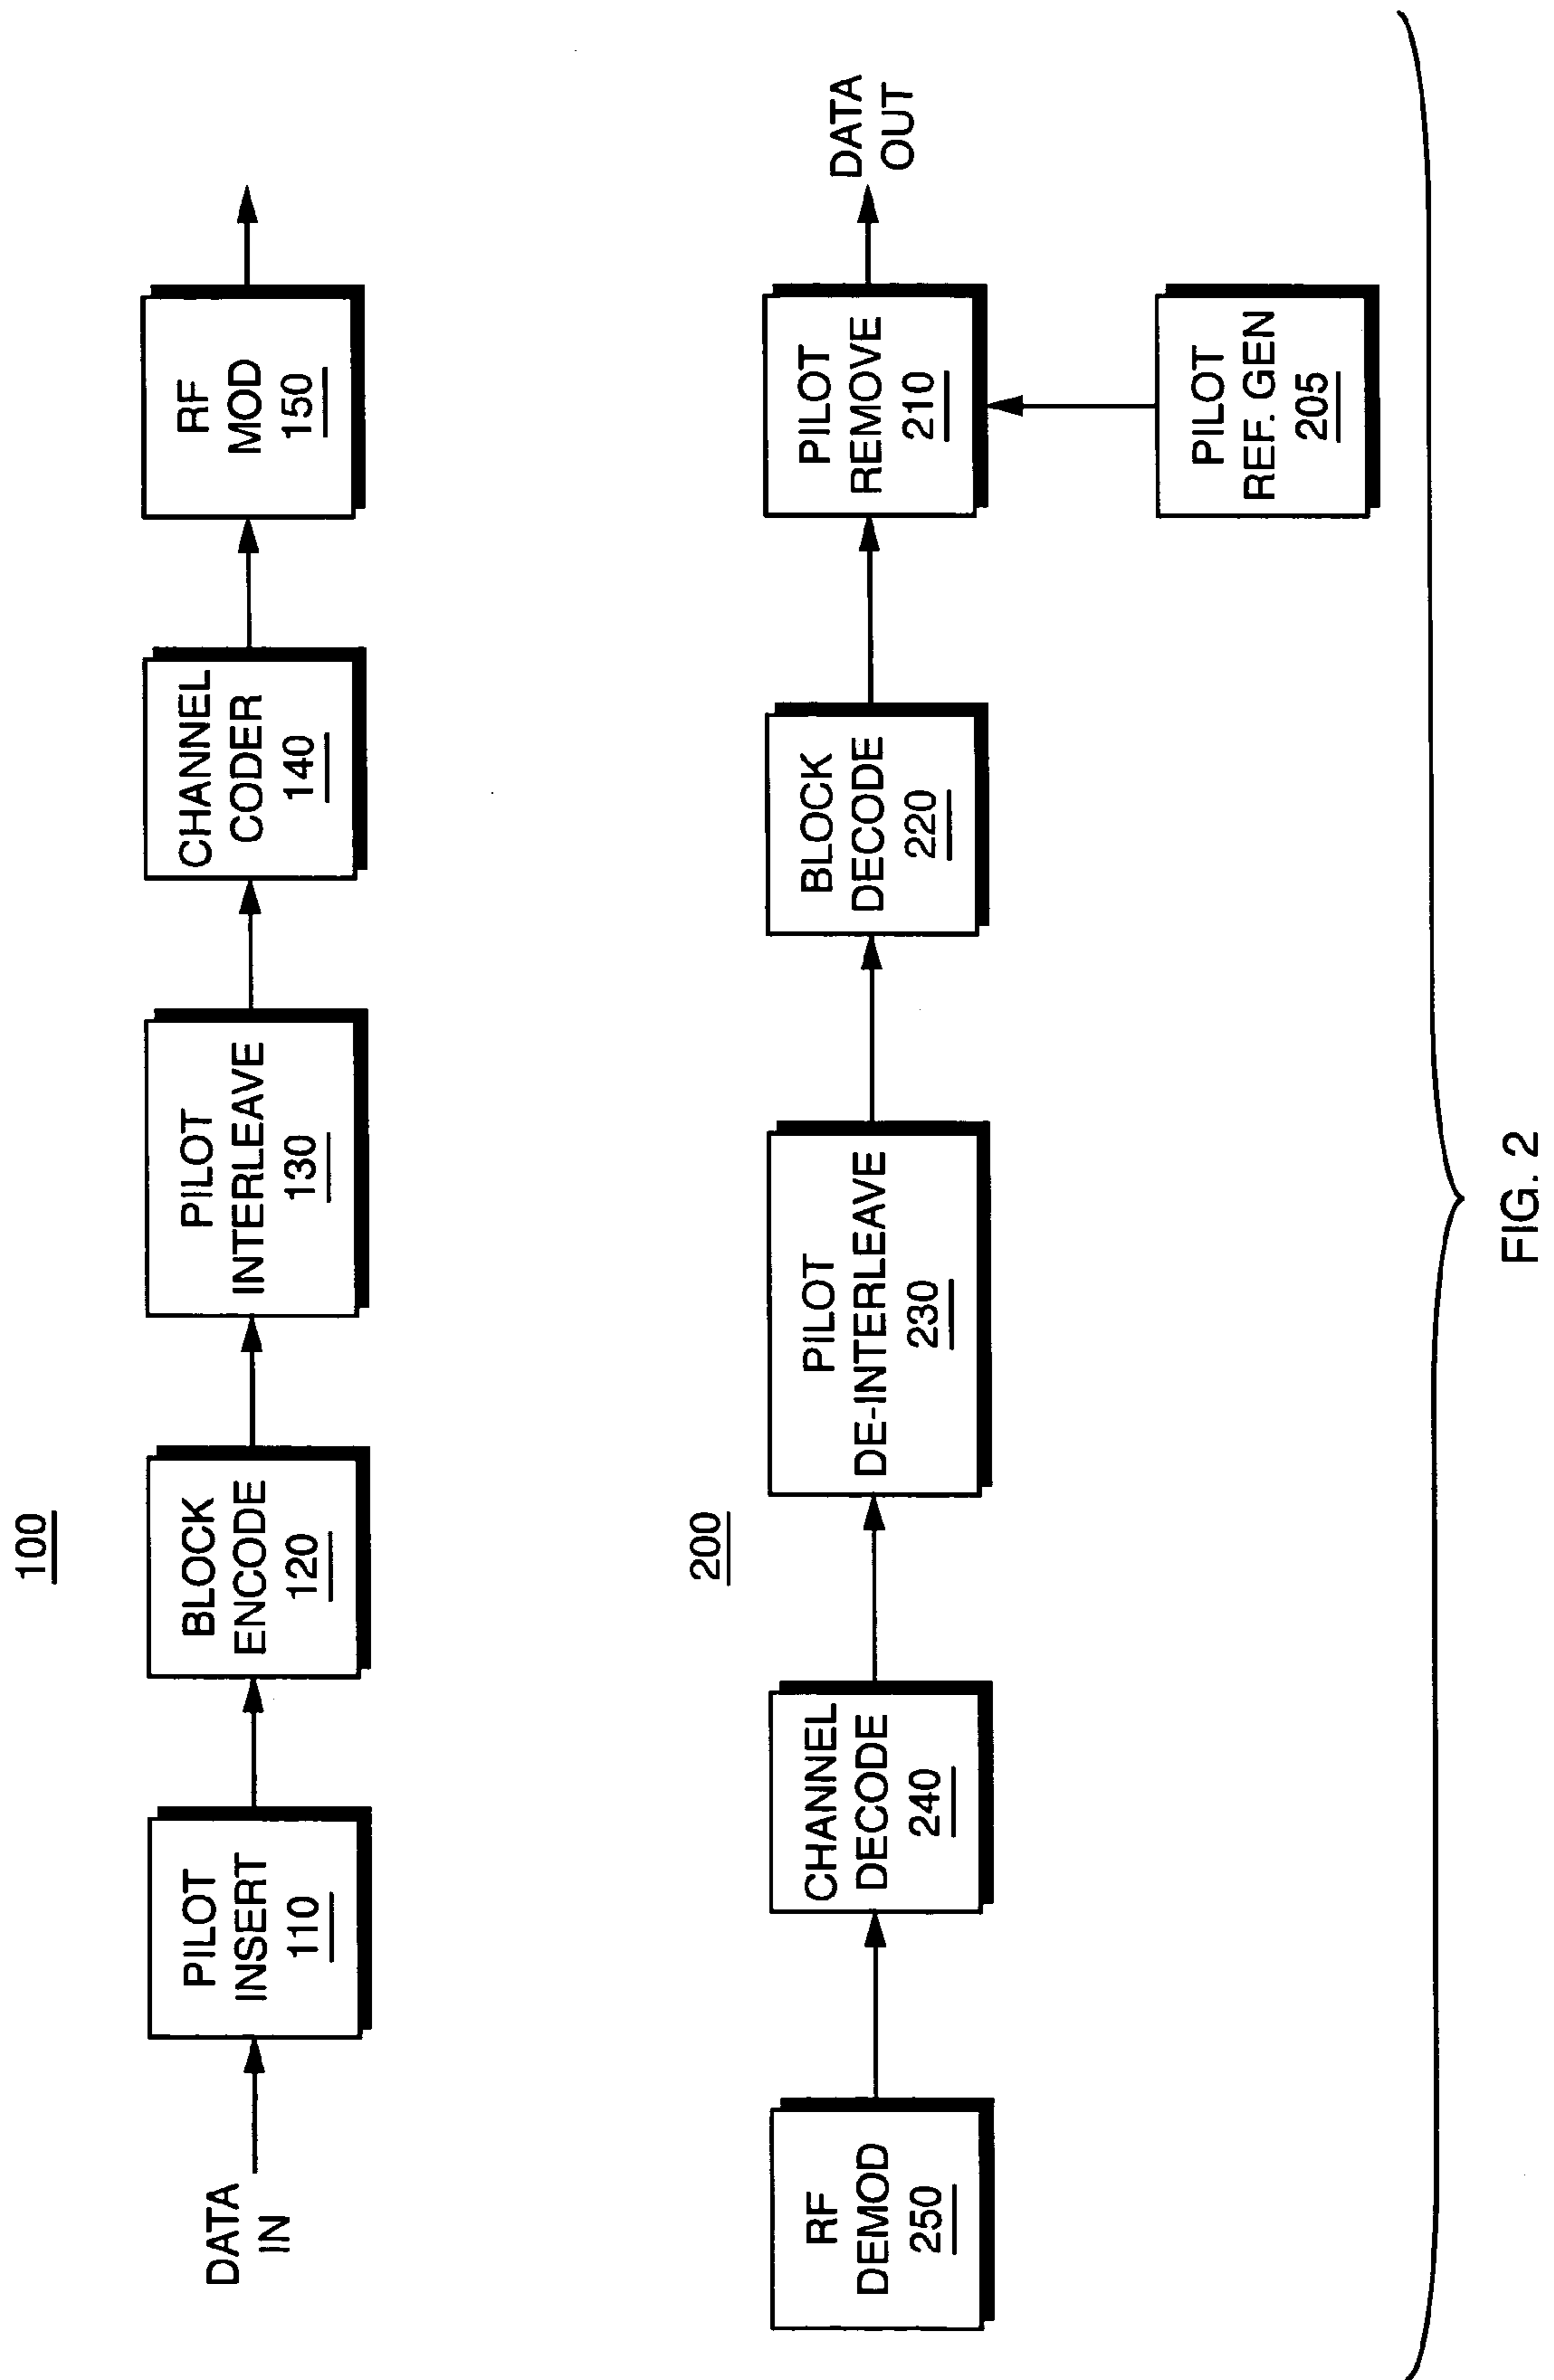 100
DATA
IN
PILOT
INSERT
110
BLOCK
ENCODE
120
PILOT
INTERLEAVE
130
CHANNEL
CODER
140
RF
MOD
150
200
RF
DEMOD
250
CHANNEL
DECODE
240
PILOT
DE-INTERLEAVE
230
BLOCK
DECODE
220
PILOT
REMOVE
210
DATA
OUT
PILOT
REF. GEN
205
FIG. 2